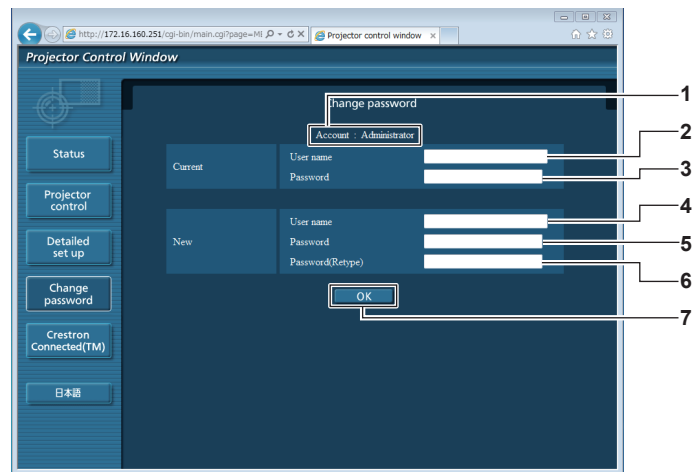 http://172.16.160.251/cgi-bin/main.cgi?page=MI
Projector control window
Projector Control Window
Change password
Account : Administrator
Current
User name
Password
New
User name
Password
Password(Retype)
OK
Status
Projector
control
Detailed
set up
Change
password
Crestron
Connected(TM)
日本語
1
2
3
4
5
6
7